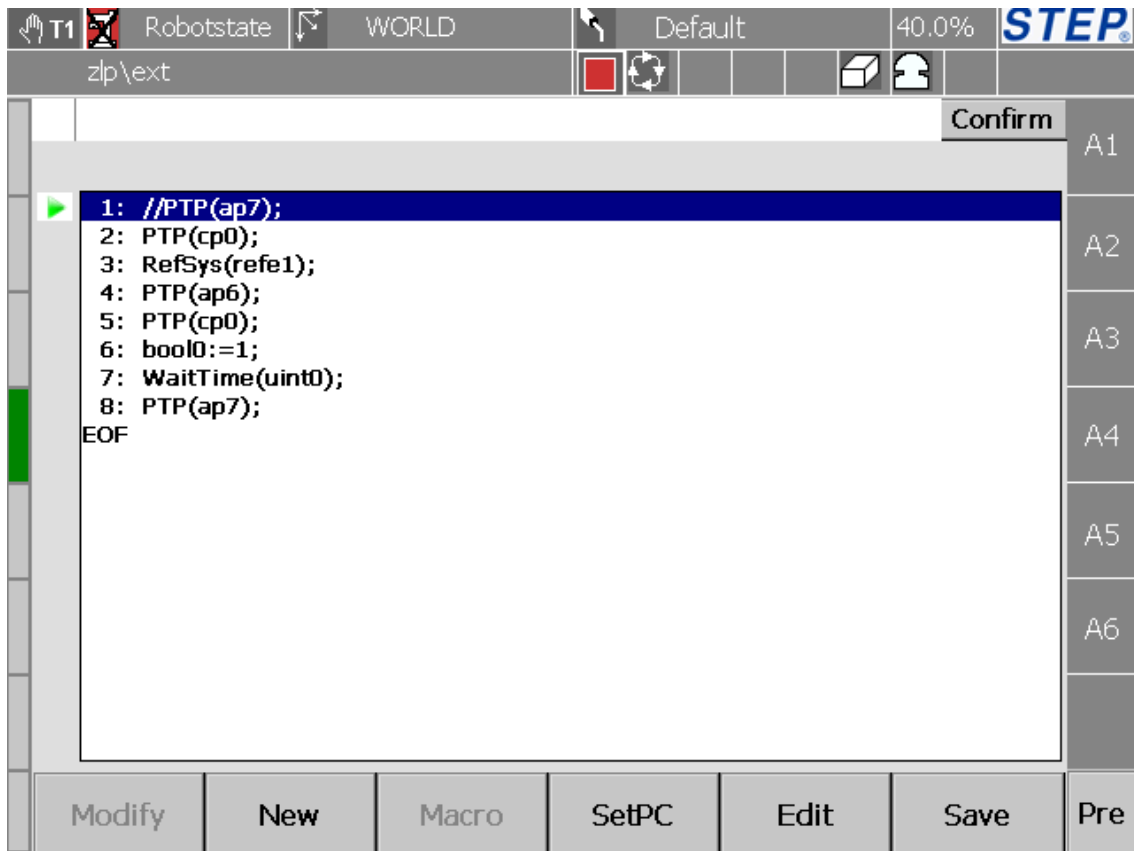 T1 Robotstate WORLD Default 40.0% STEP®
zlp\ext
Confirm
1: //PTP(ap7);
2: PTP(cp0);
3: RefSys(refe1);
4: PTP(ap6);
5: PTP(cp0);
6: bool0:=1;
7: WaitTime(uint0);
8: PTP(ap7);
EOF
A1
A2
A3
A4
A5
A6
Modify New Macro SetPC Edit Save Pre